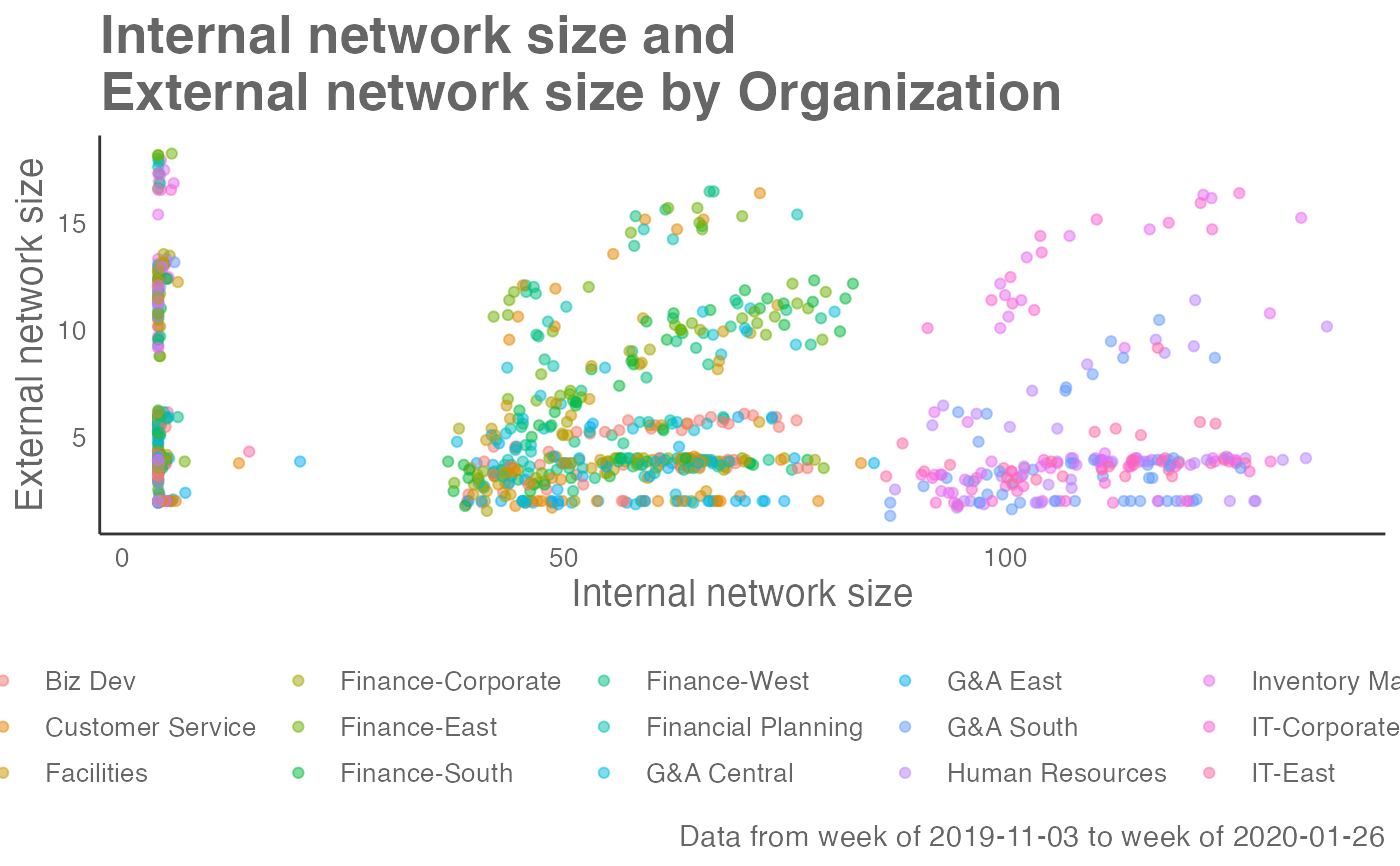 Internal network size and
External network size by Organization
External network size
15
10
5
0 50 100
Internal network size
Biz Dev Finance-Corporate Finance-West G&A East Inventory Ma
Customer Service Finance-East Financial Planning G&A South IT-Corporate
Facilities Finance-South G&A Central Human Resources IT-East
Data from week of 2019-11-03 to week of 2020-01-26